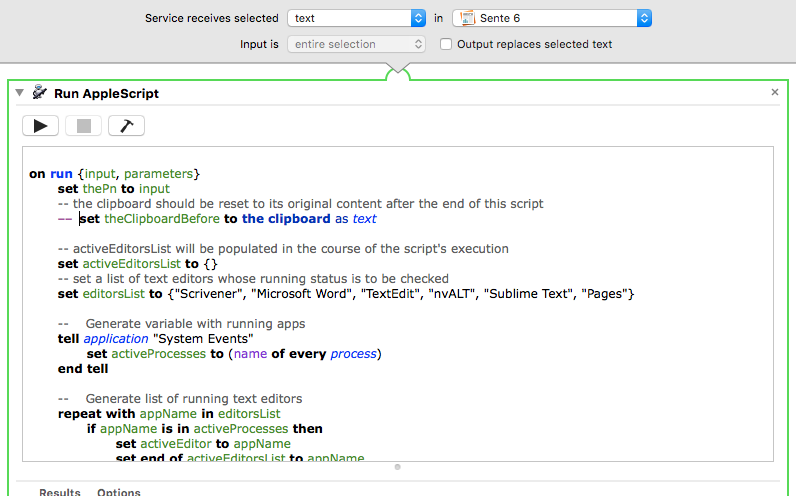 Service receives selected text in Sente 6
Input is entire selection Output replaces selected text
Run AppleScript
on run {input, parameters}
set thePn to input
-- the clipboard should be reset to its original content after the end of this script
-- set theClipboardBefore to the clipboard as text
-- activeEditorsList will be populated in the course of the script's execution
set activeEditorsList to {}
-- set a list of text editors whose running status is to be checked
set editorsList to {"Scrivener", "Microsoft Word", "TextEdit", "nvALT", "Sublime Text", "Pages"}
-- Generate variable with running apps
tell application "System Events"
set activeProcesses to (name of every process)
end tell
-- Generate list of running text editors
repeat with appName in editorsList
if appName is in activeProcesses then
set activeEditor to appName
set end of activeEditorsList to appName
Results Options